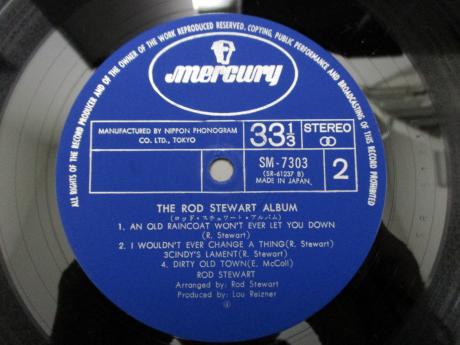 ALL RIGHTS OF THE RECORD PRODUCER AND OF THE OWNER OF THE WORK REPRODUCED RESERVED. COPYING, PUBLIC PERFORMANCE AND BROADCASTING OF THIS RECORD PROHIBITED
mercury
MANUFACTURED BY NIPPON PHONOGRAM
CO. LTD., TOKYO
33 1/3
STEREO
SM-7303
(SR-61237 B)
MADE IN JAPAN
2
THE ROD STEWART ALBUM
(ロッド・スチュワート・アルバム)
1. AN OLD RAINCOAT WON'T EVER LET YOU DOWN
(R. Stewart)
2. I WOULDN'T EVER CHANGE A THING(R. Stewart)
3CINDY'S LAMENT(R. Stewart)
4. DIRTY OLD TOWN(E. McColl)
ROD STEWART
Arranged by: Rod Stewart
Produced by: Lou Reizner